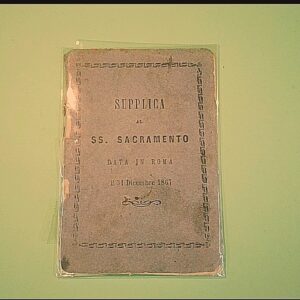 SUPPLICA
AL
SS. SACRAMENTO
DATA IN ROMA
il 31 Dicembre 1867